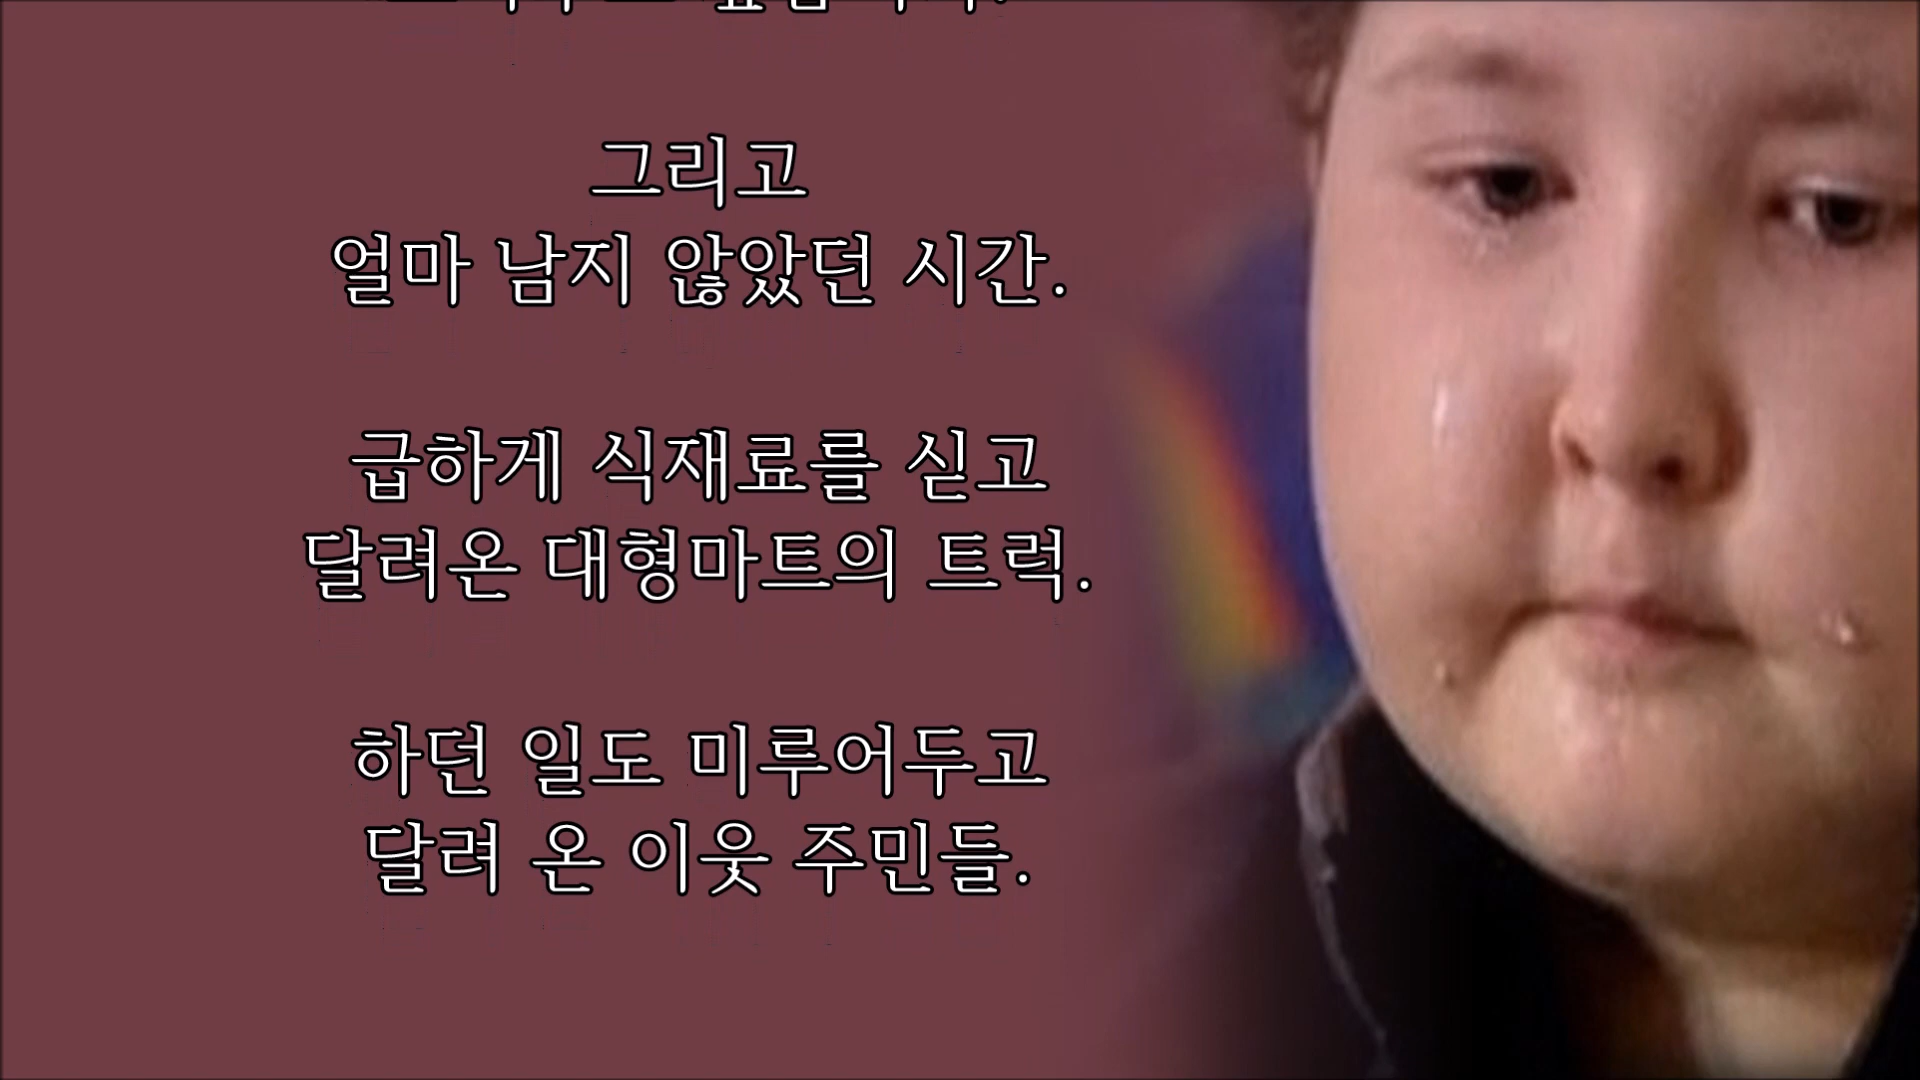 그리고
얼마 남지 않았던 시간.
급하게 식재료를 싣고
달려온 대형마트의 트럭.
하던 일도 미루어두고
달려 온 이웃 주민들.